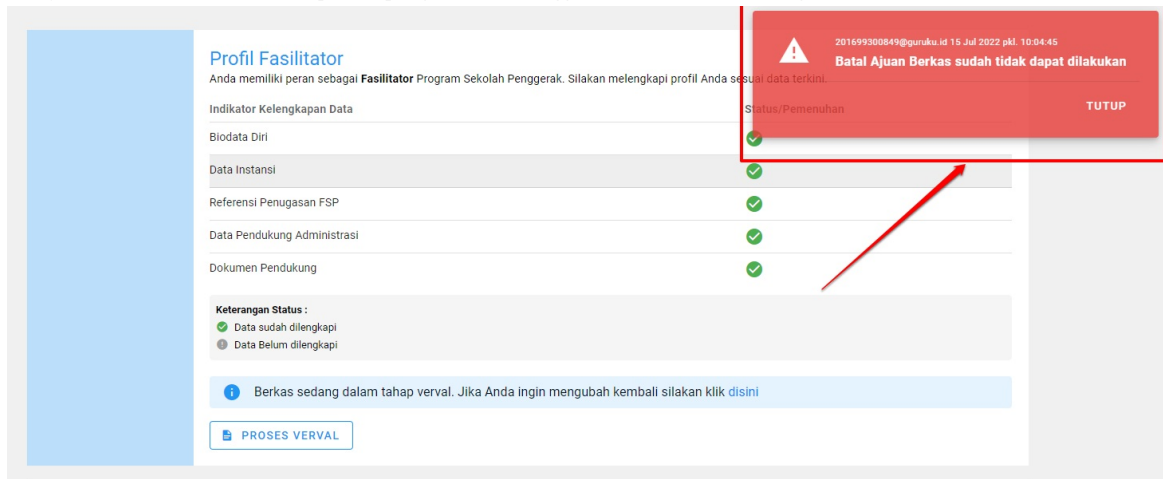 Profil Fasilitator
Anda memiliki peran sebagai Fasilitator Program Sekolah Penggerak. Silakan melengkapi profil Anda sesuai data terkini.
Indikator Kelengkapan Data
Status/Pemenuhan
Biodata Diri
Data Instansi
Referensi Penugasan FSP
Data Pendukung Administrasi
Dokumen Pendukung
Keterangan Status :
Data sudah dilengkapi
Data Belum dilengkapi
Berkas sedang dalam tahap verval. Jika Anda ingin mengubah kembali silakan klik disini
PROSES VERVAL
201699300849@guruku.id 15 Jul 2022 pkl. 10:04:45
Batal Ajuan Berkas sudah tidak dapat dilakukan
TUTUP